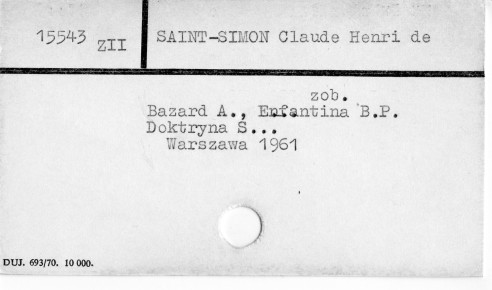 15543 ZII
SAINT-SIMON Claude Henri de
zob.
Bazard A., Enfantina B.P.
Doktryna S...
Warszawa 1961
DUJ. 693/70. 10 000.